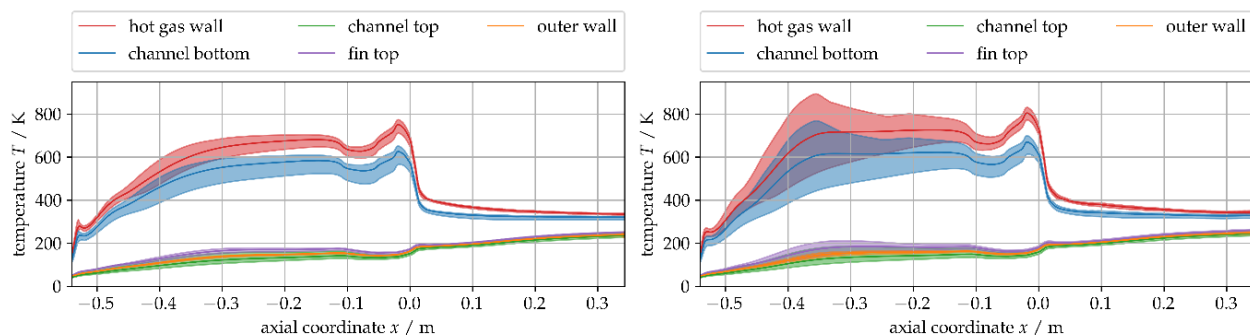 hot gas wall channel top outer wall
channel bottom fin top
temperature T / K
800
600
400
200
0
−0.5 −0.4 −0.3 −0.2 −0.1 0.0 0.1 0.2 0.3
axial coordinate x / m
hot gas wall channel top outer wall
channel bottom fin top
temperature T / K
800
600
400
200
0
−0.5 −0.4 −0.3 −0.2 −0.1 0.0 0.1 0.2 0.3
axial coordinate x / m